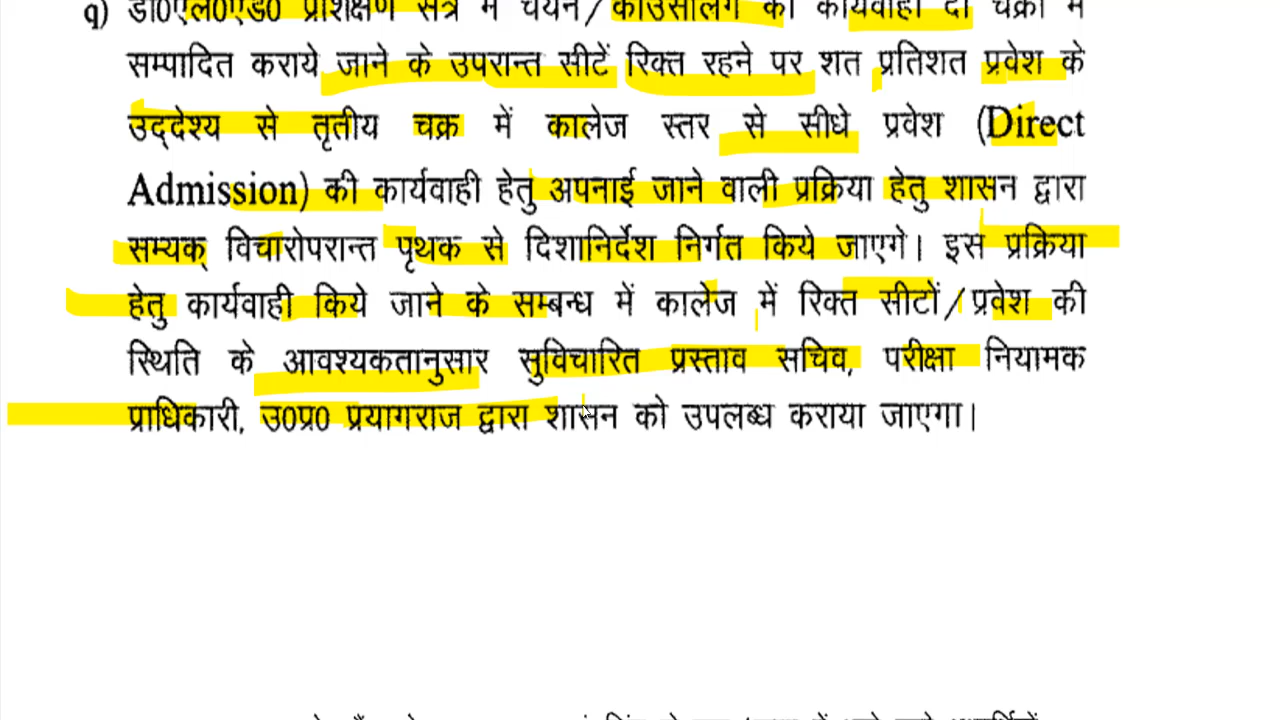 q) डी0एल0एड0 प्रशिक्षण सत्र में चयन/काउंसलिंग की कार्यवाही दो चक्रों में
सम्पादित कराये जाने के उपरान्त सीटें रिक्त रहने पर शत प्रतिशत प्रवेश के
उद्देश्य से तृतीय चक्र में कालेज स्तर से सीधे प्रवेश (Direct
Admission) की कार्यवाही हेतु अपनाई जाने वाली प्रक्रिया हेतु शासन द्वारा
सम्यक् विचारोपरान्त पृथक से दिशानिर्देश निर्गत किये जाएगे। इस प्रक्रिया
हेतु कार्यवाही किये जाने के सम्बन्ध में कालेज में रिक्त सीटों/प्रवेश की
स्थिति के आवश्यकतानुसार सुविचारित प्रस्ताव सचिव, परीक्षा नियामक
प्राधिकारी, उ0प्र0 प्रयागराज द्वारा शासन को उपलब्ध कराया जाएगा।